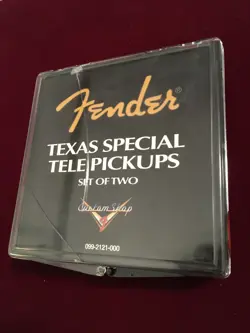 Fender®
TEXAS SPECIAL
TELE PICKUPS
SET OF TWO
Custom Shop
099-2121-000